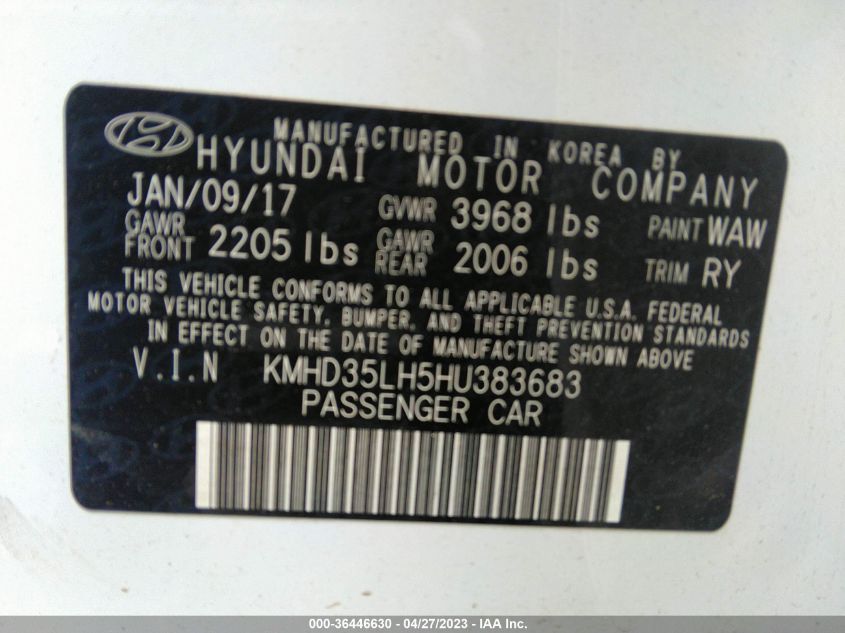 MANUFACTURED IN KOREA BY
HYUNDAI MOTOR COMPANY
JAN/09/17 GVWR 3968 lbs PAINT WAW
GAWR FRONT 2205 lbs GAWR REAR 2006 lbs TRIM RY
THIS VEHICLE CONFORMS TO ALL APPLICABLE U.S.A. FEDERAL
MOTOR VEHICLE SAFETY, BUMPER, AND THEFT PREVENTION STANDARDS
IN EFFECT ON THE DATE OF MANUFACTURE SHOWN ABOVE
V.I.N KMHD35LH5HU383683
PASSENGER CAR
000-36446630 - 04/27/2023 - IAA Inc.